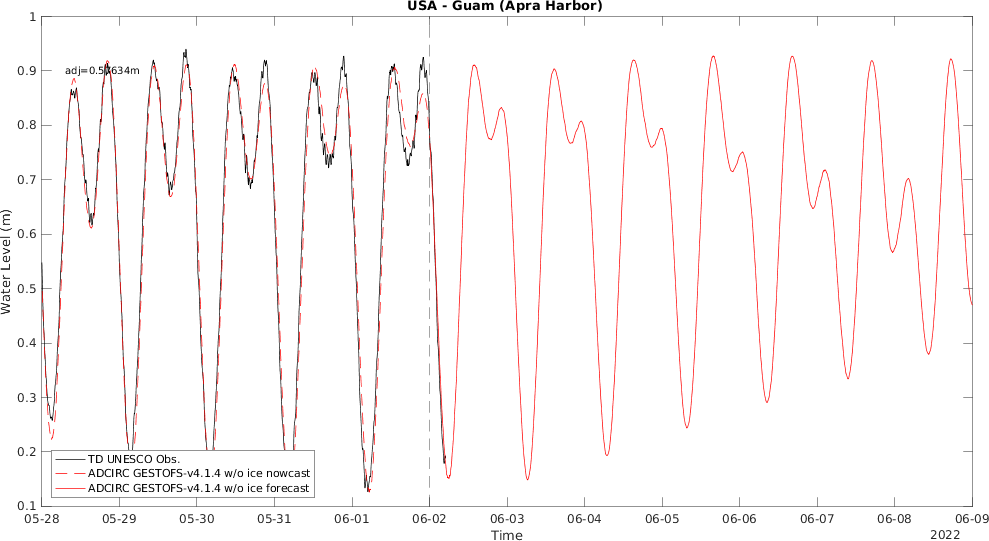 USA - Guam (Apra Harbor)
1
0.9
0.8
0.7
0.6
0.5
0.4
0.3
0.2
0.1
Water Level (m)
adj=0.57634m
TD UNESCO Obs.
ADCIRC GESTOFS-v4.1.4 w/o ice nowcast
ADCIRC GESTOFS-v4.1.4 w/o ice forecast
05-28 05-29 05-30 05-31 06-01 06-02 06-03 06-04 06-05 06-06 06-07 06-08 06-09
Time
2022